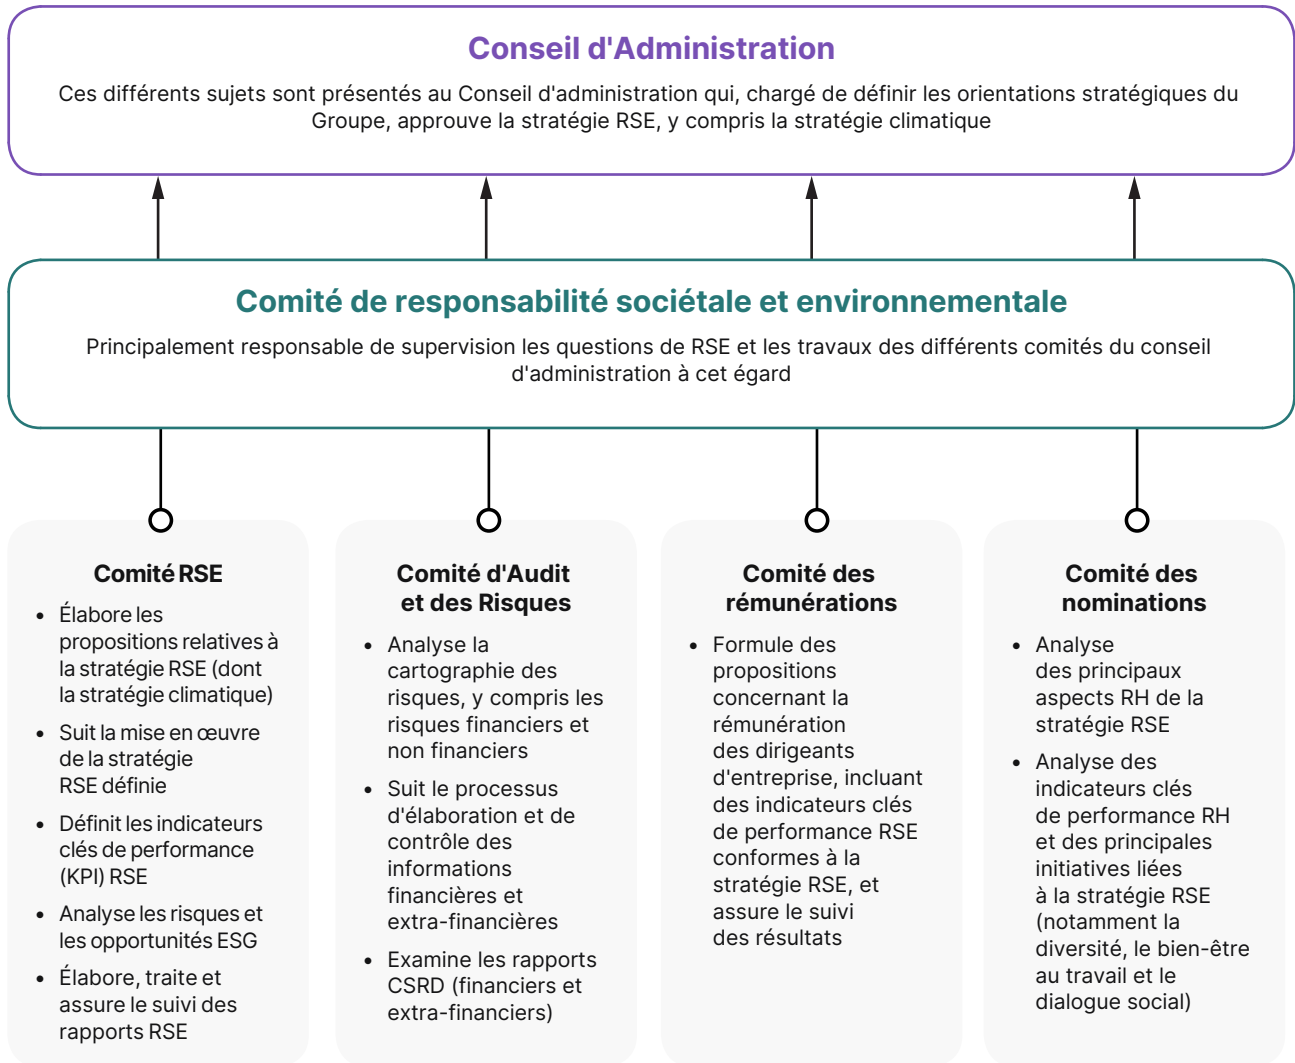 Conseil d'Administration
Ces différents sujets sont présentés au Conseil d'administration qui, chargé de définir les orientations stratégiques du
Groupe, approuve la stratégie RSE, y compris la stratégie climatique
Comité de responsabilité sociétale et environnementale
Principalement responsable de supervision les questions de RSE et les travaux des différents comités du conseil
d'administration à cet égard
Comité RSE
• Élabore les
propositions relatives à
la stratégie RSE (dont
la stratégie climatique)
• Suit la mise en œuvre
de la stratégie
RSE définie
• Définit les indicateurs
clés de performance
(KPI) RSE
• Analyse les risques et
les opportunités ESG
• Élabore, traite et
assure le suivi des
rapports RSE
Comité d'Audit
et des Risques
• Analyse la
cartographie des
risques, y compris les
risques financiers et
non financiers
• Suit le processus
d'élaboration et de
contrôle des
informations
financières et
extra-financières
• Examine les rapports
CSRD (financiers et
extra-financiers)
Comité des
rémunérations
• Formule des
propositions
concernant la
rémunération
des dirigeants
d'entreprise, incluant
des indicateurs clés
de performance RSE
conformes à la
stratégie RSE, et
assure le suivi
des résultats
Comité des
nominations
• Analyse
des principaux
aspects RH de la
stratégie RSE
• Analyse des
indicateurs clés
de performance RH
et des principales
initiatives liées
à la stratégie RSE
(notamment la
diversité, le bien-être
au travail et le
dialogue social)